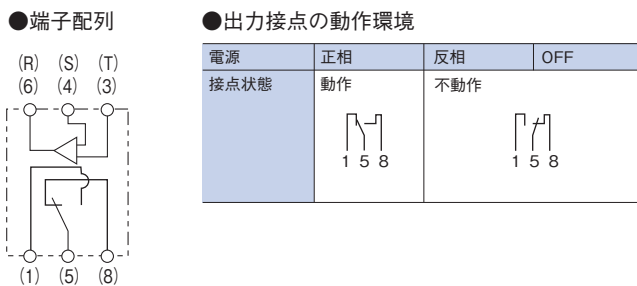 ●端子配列
(R) (S) (T)
(6) (4) (3)
(1) (5) (8)
●出力接点の動作環境
電源 正相 反相 OFF
接点状態 動作 不動作
1 5 8 1 5 8